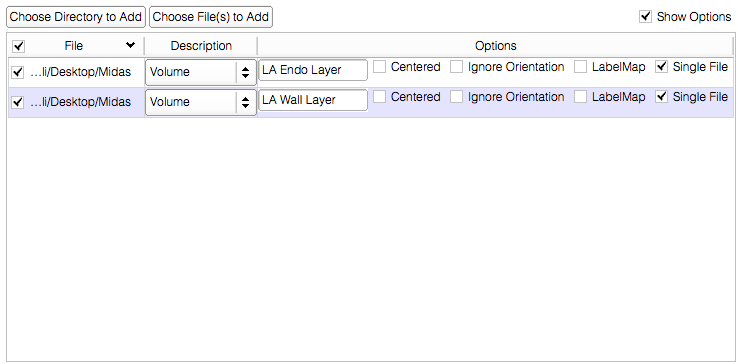 Choose Directory to Add Choose File(s) to Add Show Options
File Description Options
...li/Desktop/Midas Volume LA Endo Layer Centered Ignore Orientation LabelMap Single File
...li/Desktop/Midas Volume LA Wall Layer Centered Ignore Orientation LabelMap Single File